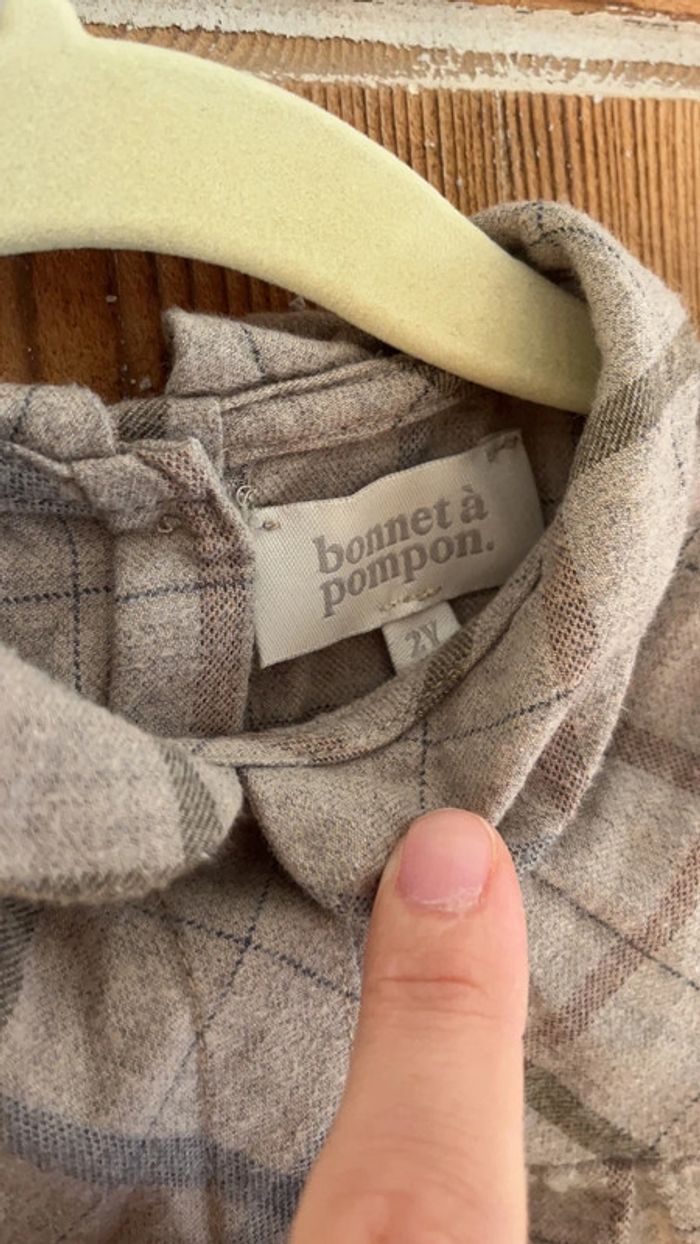 bonnet à
pompon.
2Y